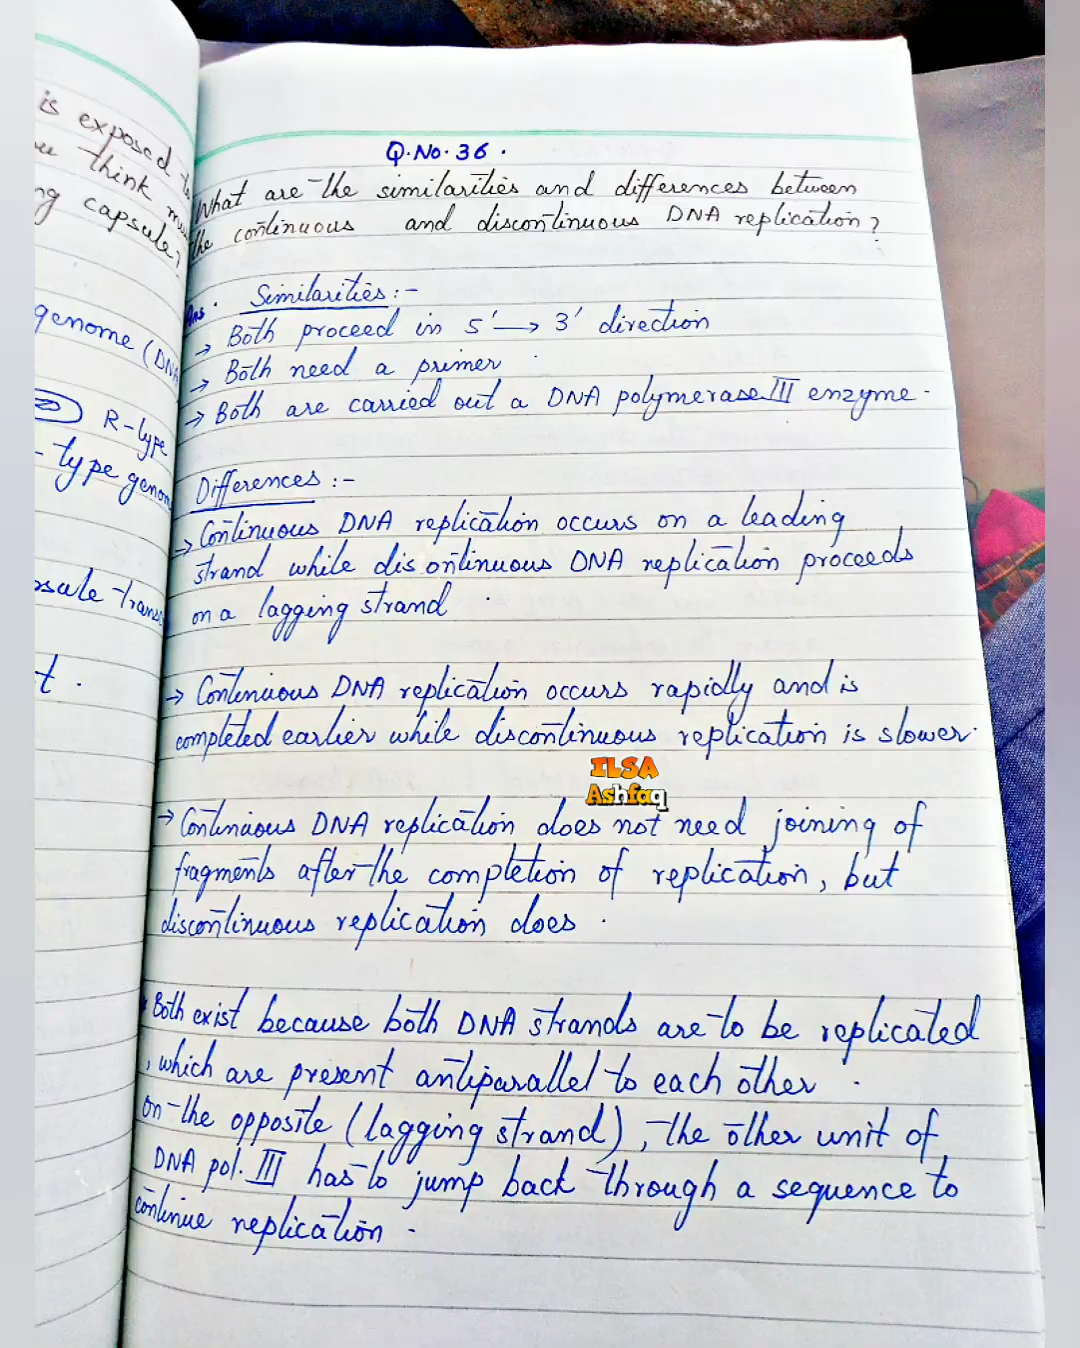 is exposed to
think
ng capsule?
genome (DNA
R-type
-type genom
psule trans
t.
Q.No.36.
What are the similarities and differences between
the continuous and discontinuous DNA replication?
Ans. Similarities:-
→ Both proceed in 5' → 3' direction
→ Both need a primer
→ Both are carried out a DNA polymerase III enzyme.
Differences:-
→ Continuous DNA replication occurs on a leading
strand while discontinuous DNA replication proceeds
on a lagging strand.
→ Continuous DNA replication occurs rapidly and is
completed earlier while discontinuous replication is slower.
ILSA
Ashfaq
→ Continuous DNA replication does not need joining of
fragments after the completion of replication, but
discontinuous replication does.
Both exist because both DNA strands are to be replicated
, which are present antiparallel to each other.
on the opposite (lagging strand), the other unit of
DNA pol. III has to jump back through a sequence to
continue replication.